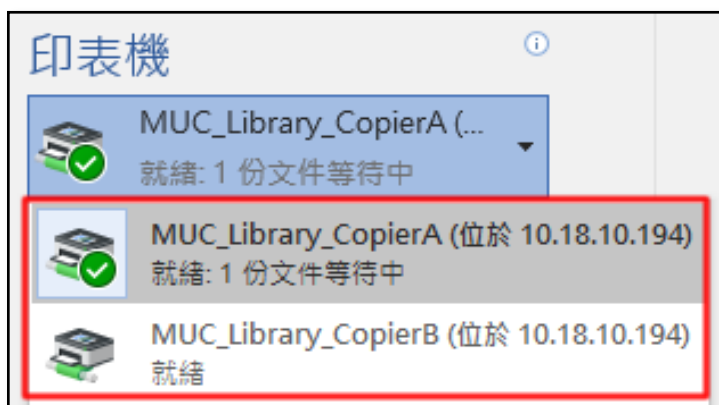 印表機
MUC_Library_CopierA (...
就緒: 1 份文件等待中
MUC_Library_CopierA (位於 10.18.10.194)
就緒: 1 份文件等待中
MUC_Library_CopierB (位於 10.18.10.194)
就緒